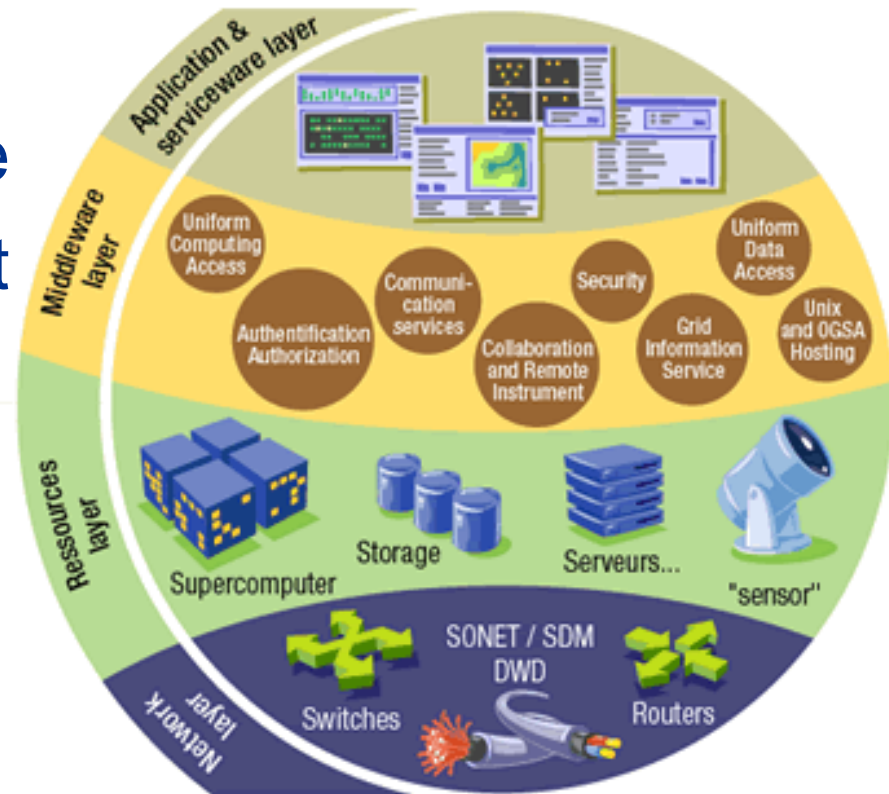 Application &
serviceware layer
e
t
Middleware
layer
Uniform
Computing
Access
Authentification
Authorization
Communi-
cation
services
Collaboration
and Remote
Instrument
Security
Grid
Information
Service
Uniform
Data
Access
Unix
and OGSA
Hosting
Ressources
layer
Supercomputer
Storage
Serveurs...
"sensor"
Network
layer
Switches
SONET / SDM
DWD
Routers